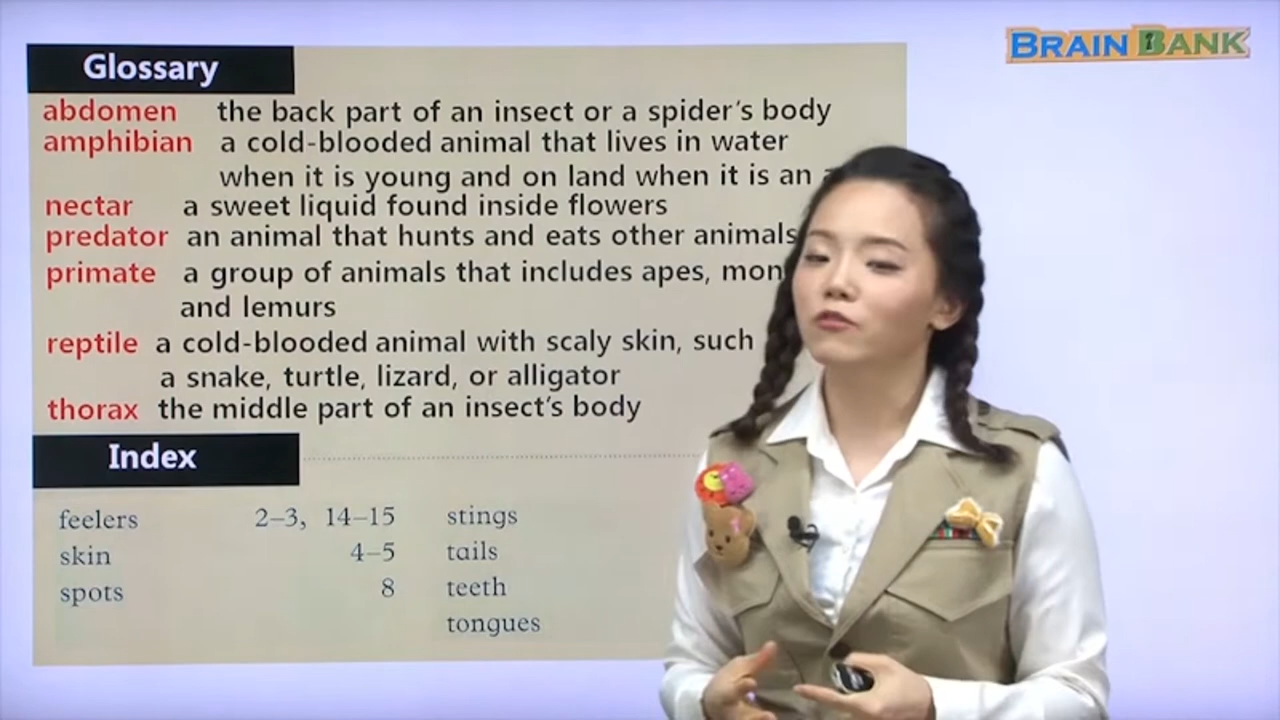 BRAIN BANK
Glossary
abdomen the back part of an insect or a spider's body
amphibian a cold-blooded animal that lives in water
when it is young and on land when it is an
nectar a sweet liquid found inside flowers
predator an animal that hunts and eats other animals
primate a group of animals that includes apes,
and lemurs
reptile a cold-blooded animal with scaly skin, such
a snake, turtle, lizard, or alligator
thorax the middle part of an insect's body
Index
feelers 2–3, 14–15 stings
skin 4–5 tails
spots 8 teeth
tongues